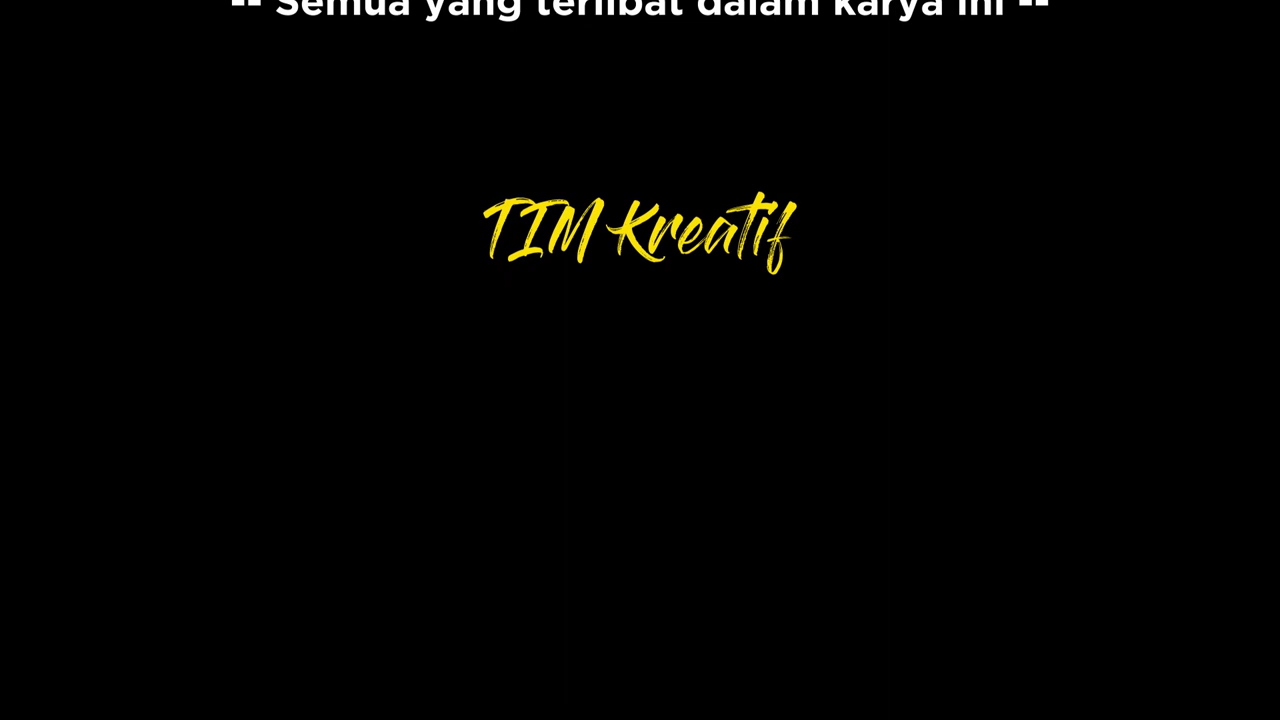 -- Semua yang terlibat dalam karya ini --
TIM Kreatif